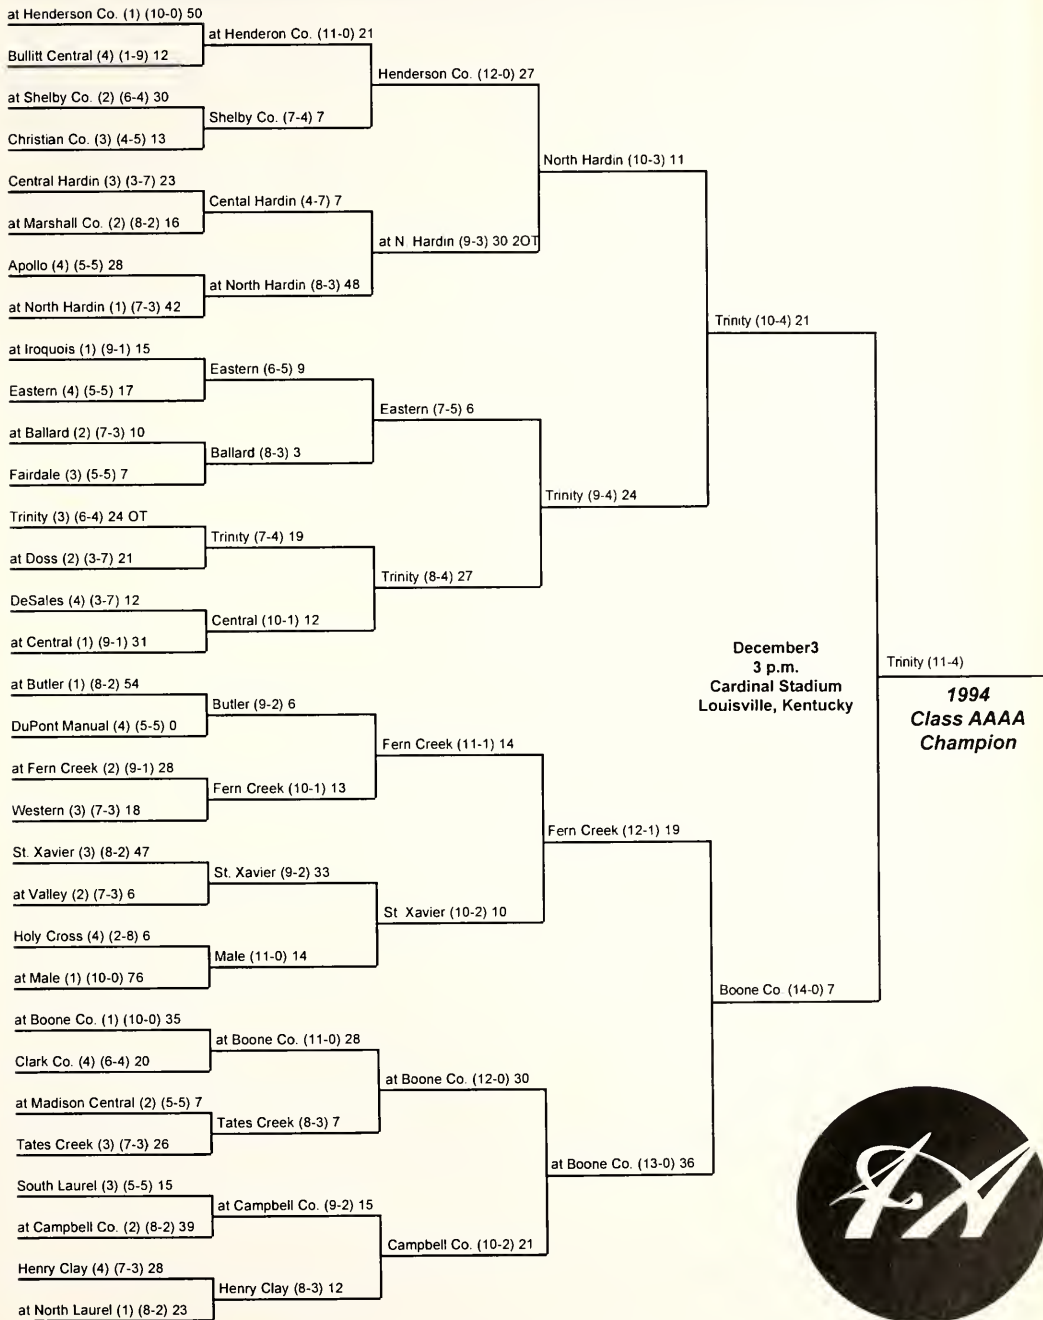 at Henderson Co. (1) (10-0) 50
Bullitt Central (4) (1-9) 12
at Shelby Co. (2) (6-4) 30
Christian Co. (3) (4-5) 13
Central Hardin (3) (3-7) 23
at Marshall Co. (2) (8-2) 16
Apollo (4) (5-5) 28
at North Hardin (1) (7-3) 42
at Iroquois (1) (9-1) 15
Eastern (4) (5-5) 17
at Ballard (2) (7-3) 10
Fairdale (3) (5-5) 7
Trinity (3) (6-4) 24 OT
at Doss (2) (3-7) 21
DeSales (4) (3-7) 12
at Central (1) (9-1) 31
at Butler (1) (8-2) 54
DuPont Manual (4) (5-5) 0
at Fern Creek (2) (9-1) 28
Western (3) (7-3) 18
St. Xavier (3) (8-2) 47
at Valley (2) (7-3) 6
Holy Cross (4) (2-8) 6
at Male (1) (10-0) 76
at Boone Co. (1) (10-0) 35
Clark Co. (4) (6-4) 20
at Madison Central (2) (5-5) 7
Tates Creek (3) (7-3) 26
South Laurel (3) (5-5) 15
at Campbell Co. (2) (8-2) 39
Henry Clay (4) (7-3) 28
at North Laurel (1) (8-2) 23
at Henderon Co. (11-0) 21
Shelby Co. (7-4) 7
Cental Hardin (4-7) 7
at North Hardin (8-3) 48
Eastern (6-5) 9
Ballard (8-3) 3
Trinity (7-4) 19
Central (10-1) 12
Butler (9-2) 6
Fern Creek (10-1) 13
St. Xavier (9-2) 33
Male (11-0) 14
at Boone Co. (11-0) 28
Tates Creek (8-3) 7
at Campbell Co. (9-2) 15
Henry Clay (8-3) 12
Henderson Co. (12-0) 27
at N. Hardin (9-3) 30 2OT
Eastern (7-5) 6
Trinity (8-4) 27
Fern Creek (11-1) 14
St Xavier (10-2) 10
at Boone Co. (12-0) 30
Campbell Co. (10-2) 21
North Hardin (10-3) 11
Trinity (9-4) 24
Fern Creek (12-1) 19
at Boone Co. (13-0) 36
Trinity (10-4) 21
Boone Co (14-0) 7
December3
3 p.m.
Cardinal Stadium
Louisville, Kentucky
Trinity (11-4)
1994
Class AAAA
Champion